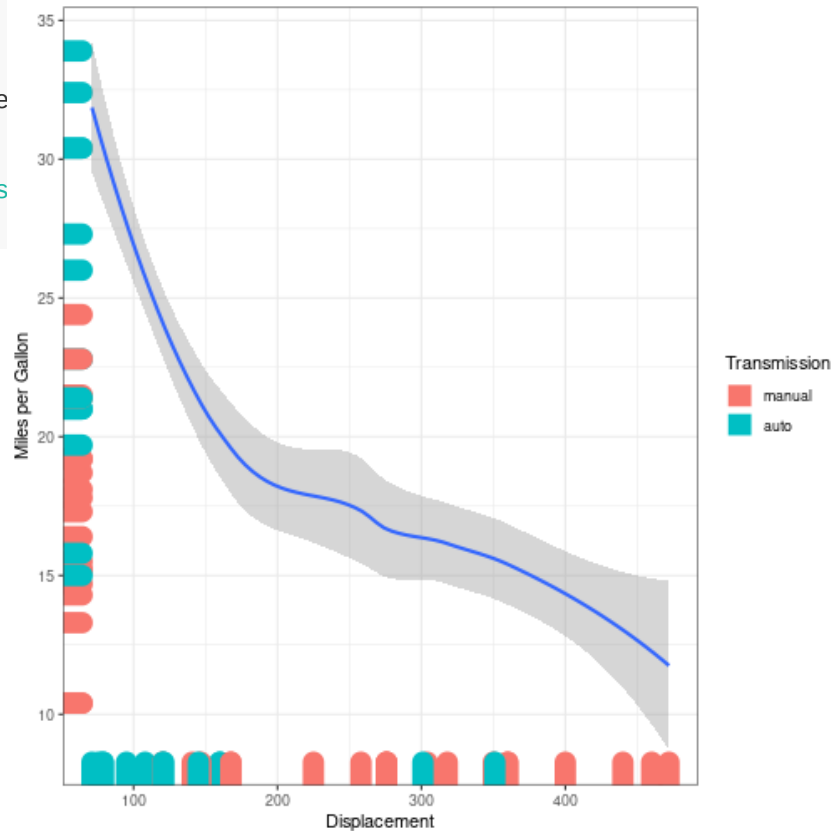 35
30
25
20
15
10
Miles per Gallon
e
s
100 200 300 400
Displacement
Transmission
manual
auto